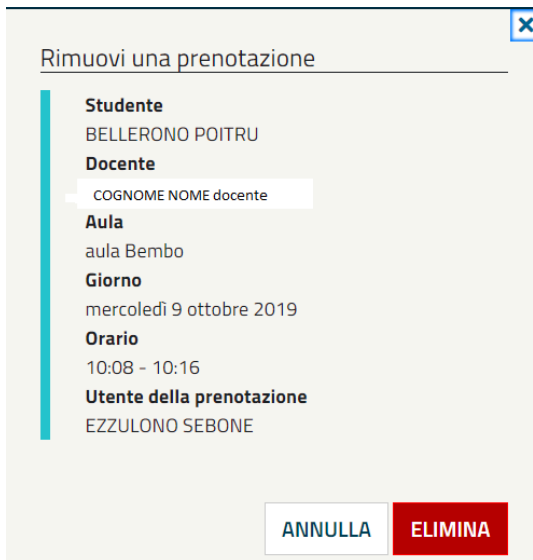 Rimuovi una prenotazione
Studente
BELLERONO POITRU
Docente
COGNOME NOME docente
Aula
aula Bembo
Giorno
mercoledì 9 ottobre 2019
Orario
10:08 - 10:16
Utente della prenotazione
EZZULONO SEBONE
ANNULLA
ELIMINA